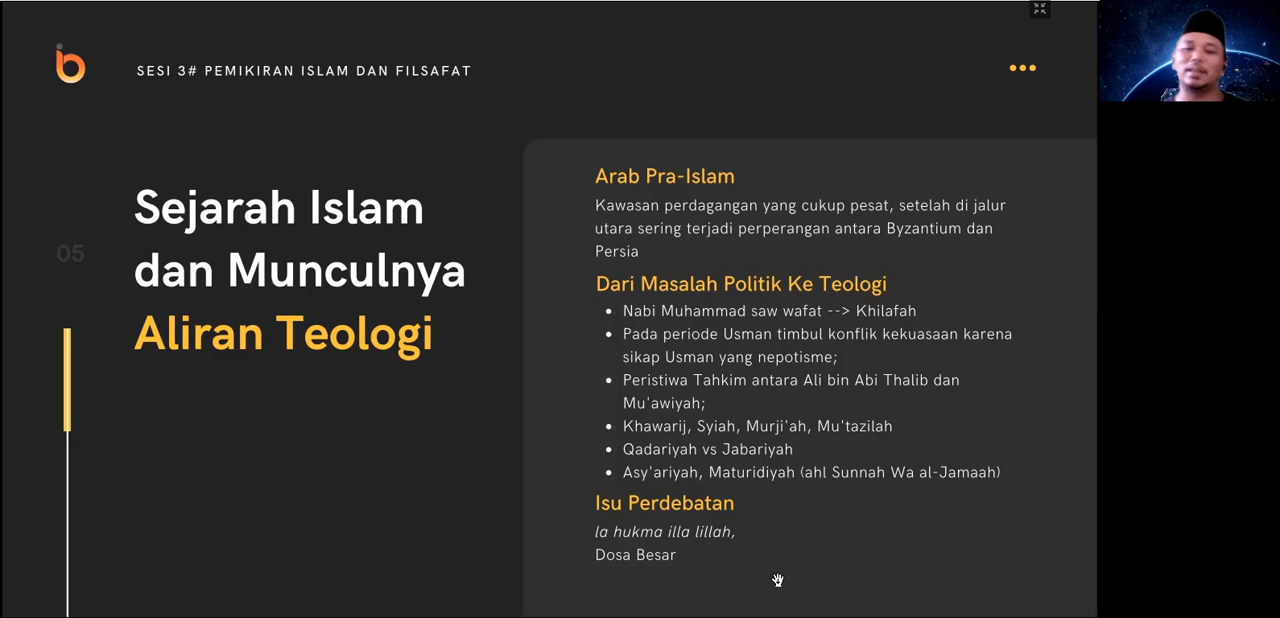 SESI 3# PEMIKIRAN ISLAM DAN FILSAFAT
Sejarah Islam
dan Munculnya
Aliran Teologi
05
Arab Pra-Islam
Kawasan perdagangan yang cukup pesat, setelah di jalur
utara sering terjadi perperangan antara Byzantium dan
Persia
Dari Masalah Politik Ke Teologi
• Nabi Muhammad saw wafat --> Khilafah
• Pada periode Usman timbul konflik kekuasaan karena
sikap Usman yang nepotisme;
• Peristiwa Tahkim antara Ali bin Abi Thalib dan
Mu'awiyah;
• Khawarij, Syiah, Murji'ah, Mu'tazilah
• Qadariyah vs Jabariyah
• Asy'ariyah, Maturidiyah (ahl Sunnah Wa al-Jamaah)
Isu Perdebatan
la hukma illa lillah,
Dosa Besar